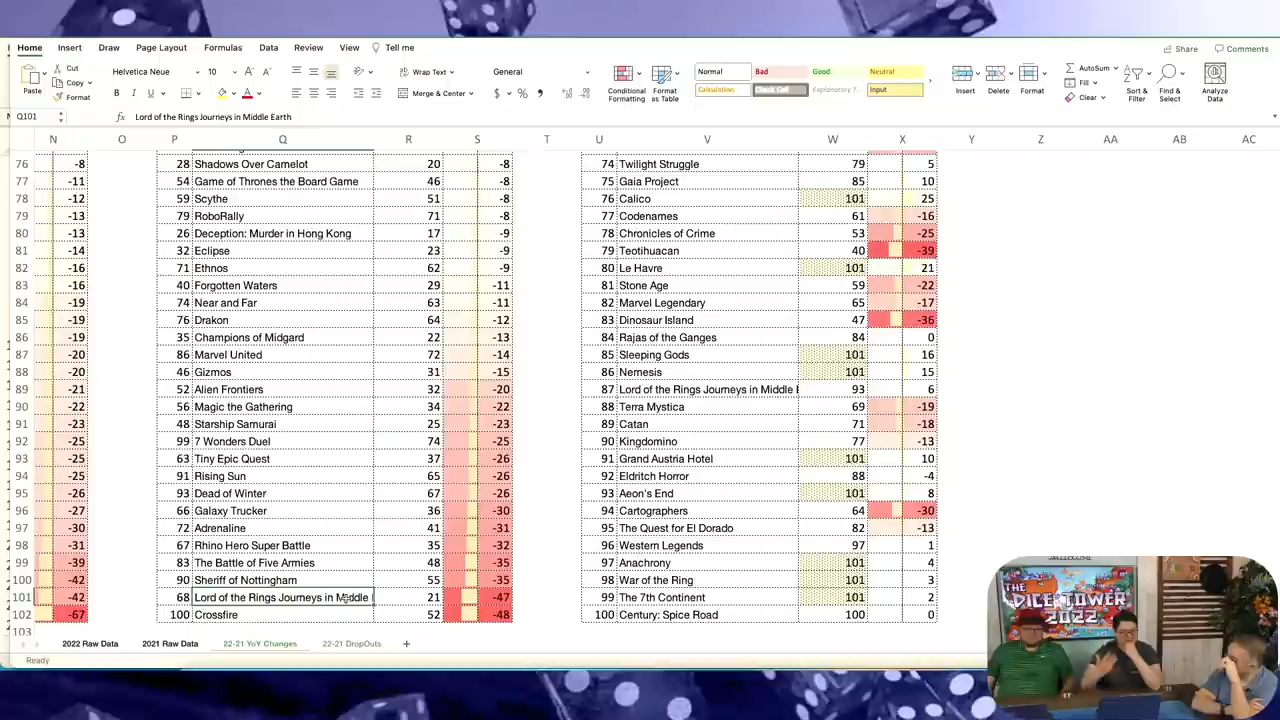 Home Insert Draw Page Layout Formulas Data Review View Tell me Share Comments
Paste Cut Copy Format Helvetica Neue 10 A^ A˅ Wrap Text General Conditional Formatting Format as Table Normal Bad Good Neutral Insert Delete Format AutoSum Fill Clear Sort & Filter Find & Select Analyze Data
B I U A Merge & Center $ % , Calculation Check Cell Explanatory T... Input
Q101 fx Lord of the Rings Journeys in Middle Earth
N O P Q R S T U V W X Y Z AA AB AC
76 -8 28 Shadows Over Camelot 20 -8 74 Twilight Struggle 79 5
77 -11 54 Game of Thrones the Board Game 46 -8 75 Gaia Project 85 10
78 -12 59 Scythe 51 -8 76 Calico 101 25
79 -13 79 RoboRally 71 -8 77 Codenames 61 -16
80 -13 26 Deception: Murder in Hong Kong 17 -9 78 Chronicles of Crime 53 -25
81 -14 32 Eclipse 23 -9 79 Teotihuacan 40 -39
82 -16 71 Ethnos 62 -9 80 Le Havre 101 21
83 -16 40 Forgotten Waters 29 -11 81 Stone Age 59 -22
84 -19 74 Near and Far 63 -11 82 Marvel Legendary 65 -17
85 -19 76 Drakon 64 -12 83 Dinosaur Island 47 -36
86 -19 35 Champions of Midgard 22 -13 84 Rajas of the Ganges 84 0
87 -20 86 Marvel United 72 -14 85 Sleeping Gods 101 16
88 -20 46 Gizmos 31 -15 86 Nemesis 101 15
89 -21 52 Alien Frontiers 32 -20 87 Lord of the Rings Journeys in Middle 93 6
90 -22 56 Magic the Gathering 34 -22 88 Terra Mystica 69 -19
91 -23 48 Starship Samurai 25 -23 89 Catan 71 -18
92 -25 99 7 Wonders Duel 74 -25 90 Kingdomino 77 -13
93 -25 63 Tiny Epic Quest 37 -26 91 Grand Austria Hotel 101 10
94 -25 91 Rising Sun 65 -26 92 Eldritch Horror 88 -4
95 -26 93 Dead of Winter 67 -26 93 Aeon's End 101 8
96 -27 66 Galaxy Trucker 36 -30 94 Cartographers 64 -30
97 -30 72 Adrenaline 41 -31 95 The Quest for El Dorado 82 -13
98 -31 67 Rhino Hero Super Battle 35 -32 96 Western Legends 97 1
99 -39 83 The Battle of Five Armies 48 -35 97 Anachrony 101 4
100 -42 90 Sheriff of Nottingham 55 -35 98 War of the Ring 101 3
101 -42 68 Lord of the Rings Journeys in Middle 21 -47 99 The 7th Continent 101 2
102 -67 100 Crossfire 52 -48 100 Century: Spice Road 100 0
103
2022 Raw Data 2021 Raw Data 22-21 YoY Changes 22-21 DropOuts +
Ready
THE
DICE TOWER
2022